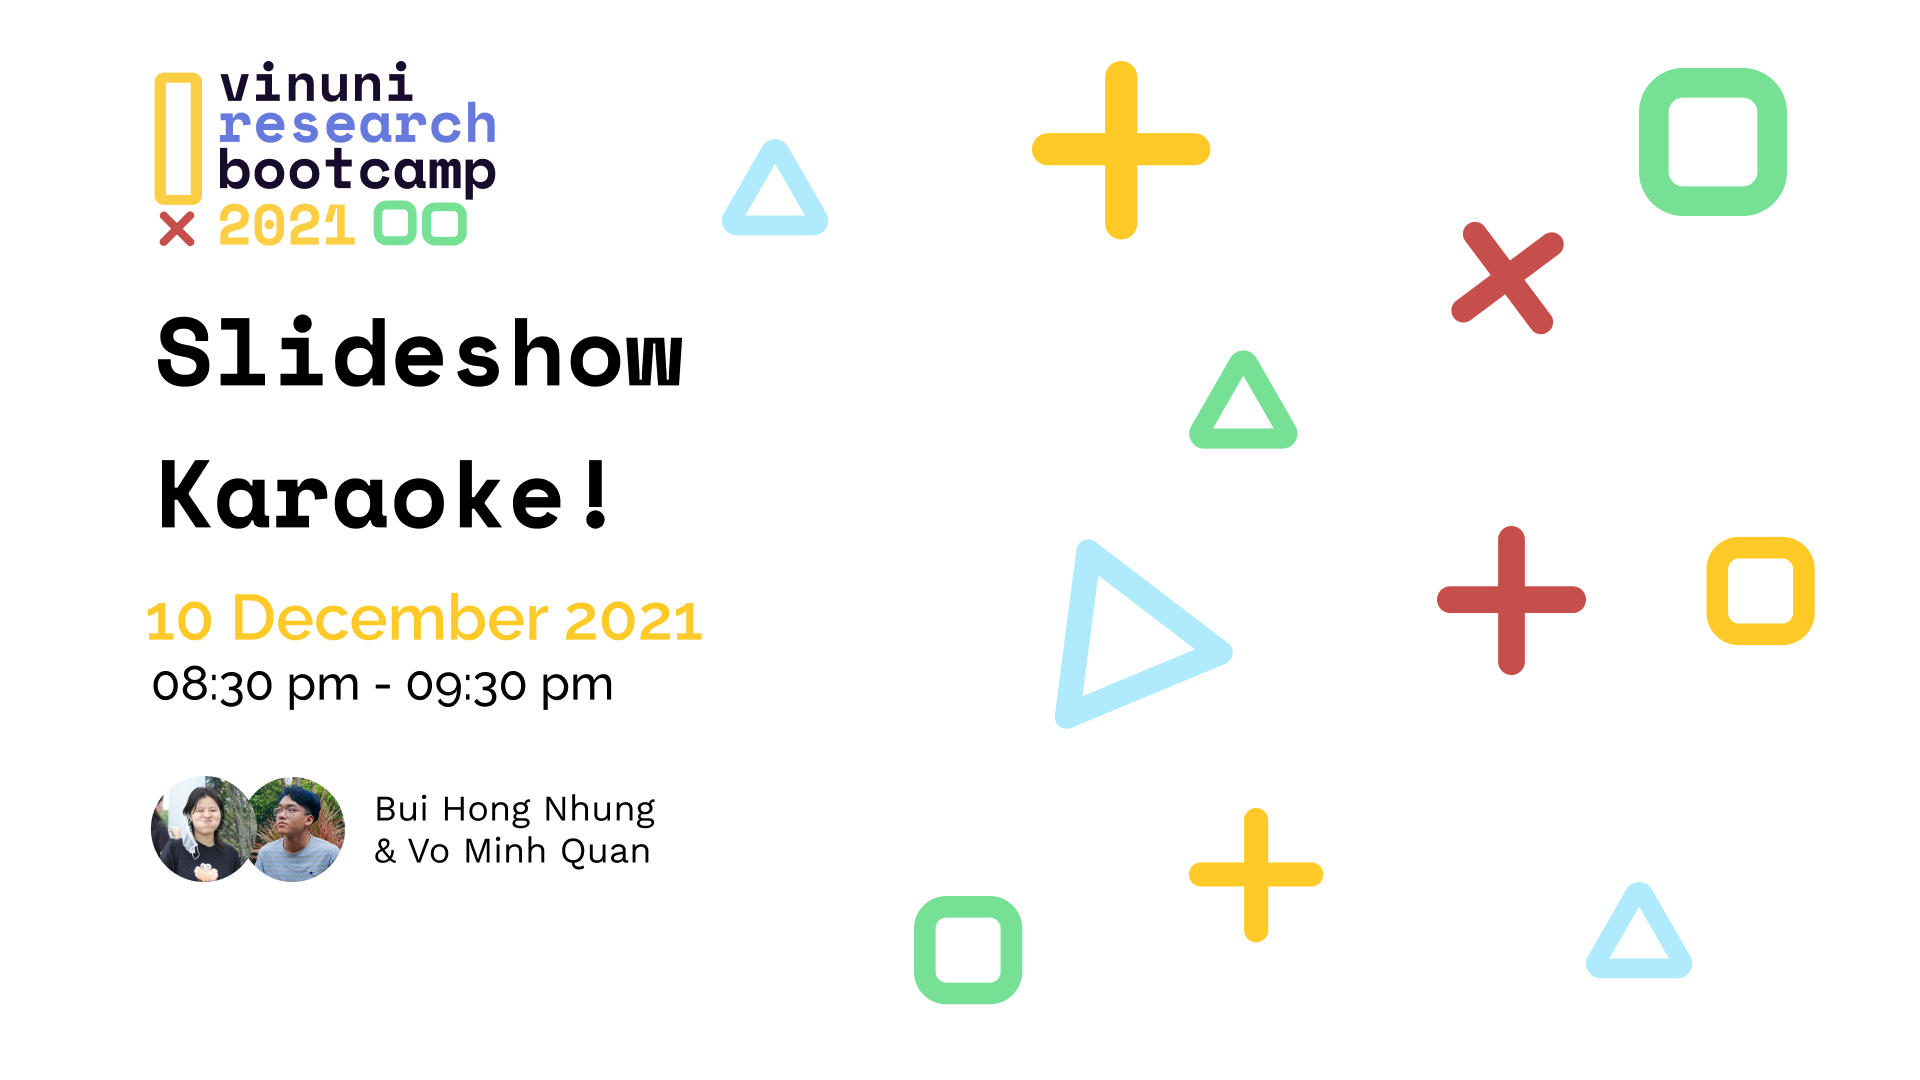 vinuni
research
bootcamp
2021
Slideshow
Karaoke!
10 December 2021
08:30 pm - 09:30 pm
Bui Hong Nhung
& Vo Minh Quan